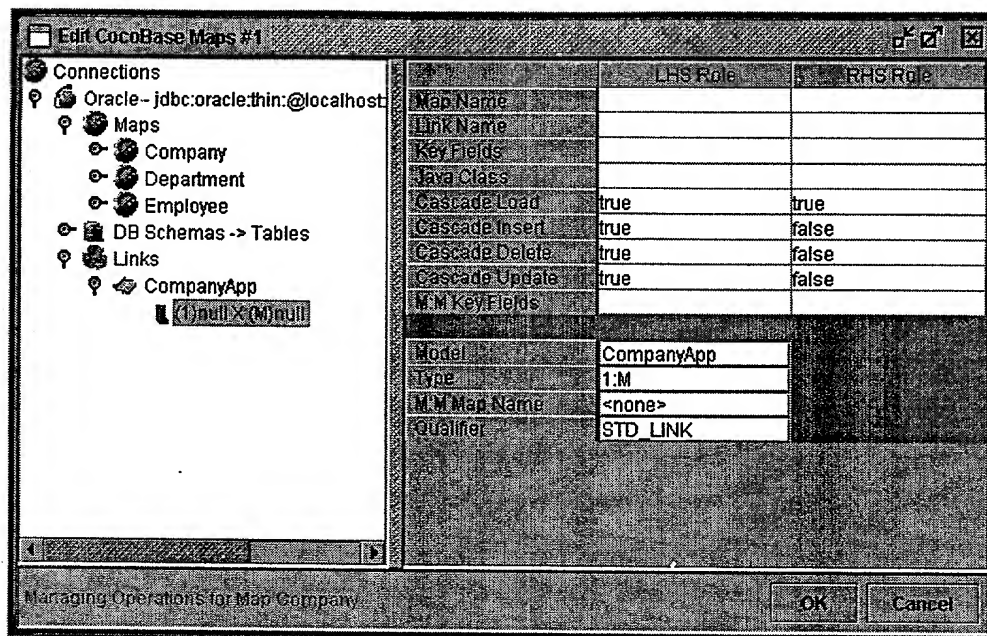 Edit CocoBase Maps #1
Connections
Oracle-- jdbc:oracle:thin:@localhost:
Maps
Company
Department
Employee
DB Schemas -> Tables
Links
CompanyApp
(1)null X (M)null
LHS Role RHS Role
Map Name
Link Name
Key Fields
Java Class
Cascade Load true true
Cascade Insert true false
Cascade Delete true false
Cascade Update true false
M:M Key Fields
Model CompanyApp
Type 1:M
M:M Map Name <none>
Qualifier STD_LINK
Managing Operations for Map Company
OK Cancel